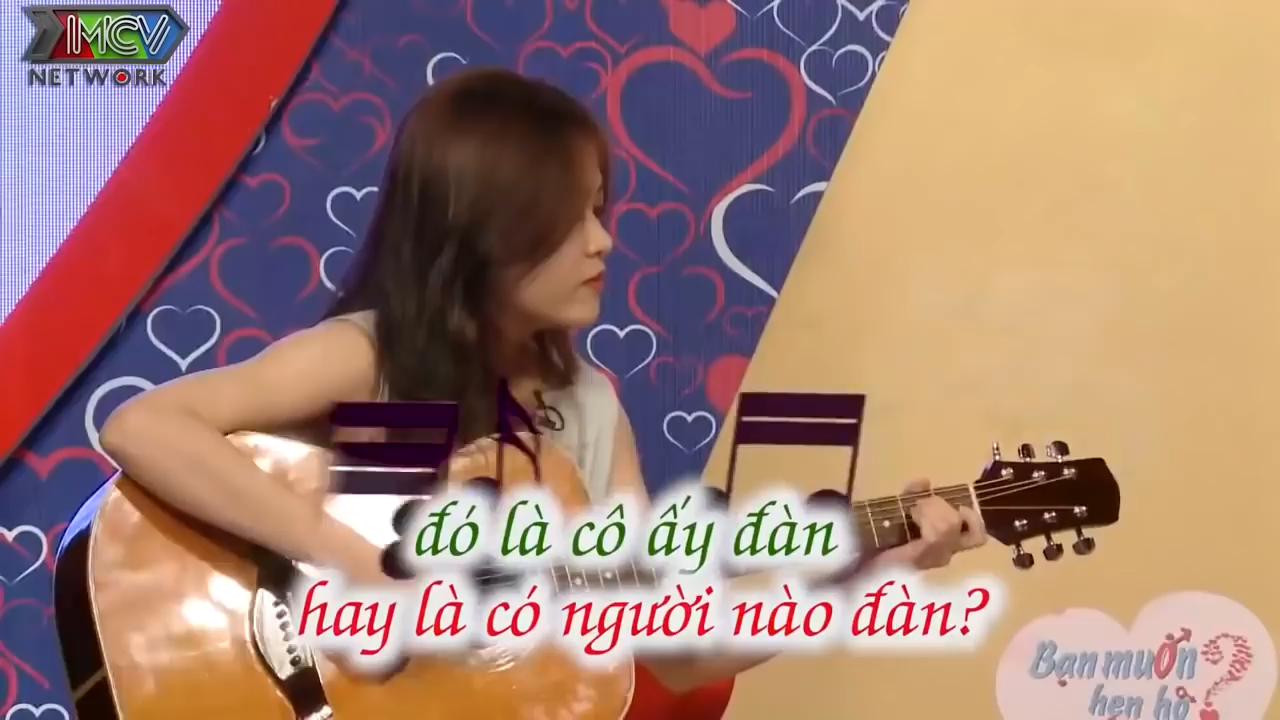 MCV
NETWORK
đó là cô ấy đàn
hay là có người nào đàn?
Bạn muốn
hẹn hò